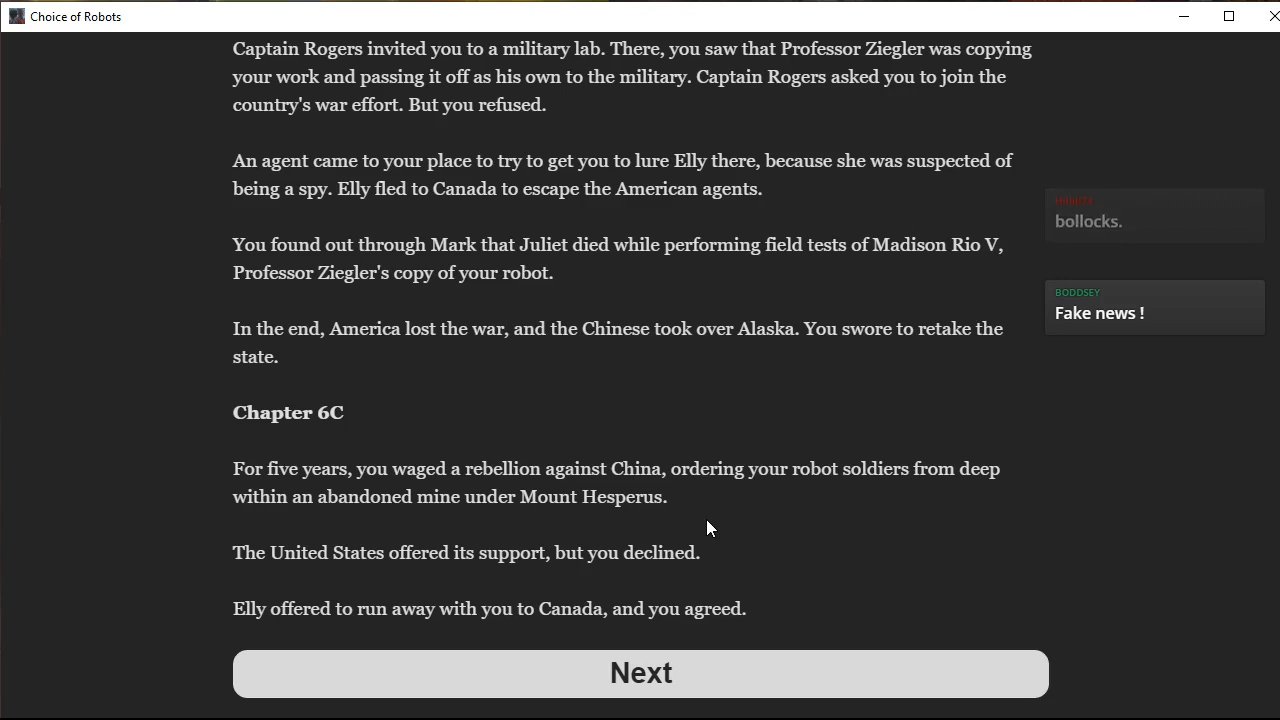 Choice of Robots
Captain Rogers invited you to a military lab. There, you saw that Professor Ziegler was copying
your work and passing it off as his own to the military. Captain Rogers asked you to join the
country's war effort. But you refused.
An agent came to your place to try to get you to lure Elly there, because she was suspected of
being a spy. Elly fled to Canada to escape the American agents.
bollocks.
You found out through Mark that Juliet died while performing field tests of Madison Rio V,
Professor Ziegler's copy of your robot.
BODDSEY
Fake news !
In the end, America lost the war, and the Chinese took over Alaska. You swore to retake the
state.
Chapter 6C
For five years, you waged a rebellion against China, ordering your robot soldiers from deep
within an abandoned mine under Mount Hesperus.
The United States offered its support, but you declined.
Elly offered to run away with you to Canada, and you agreed.
Next